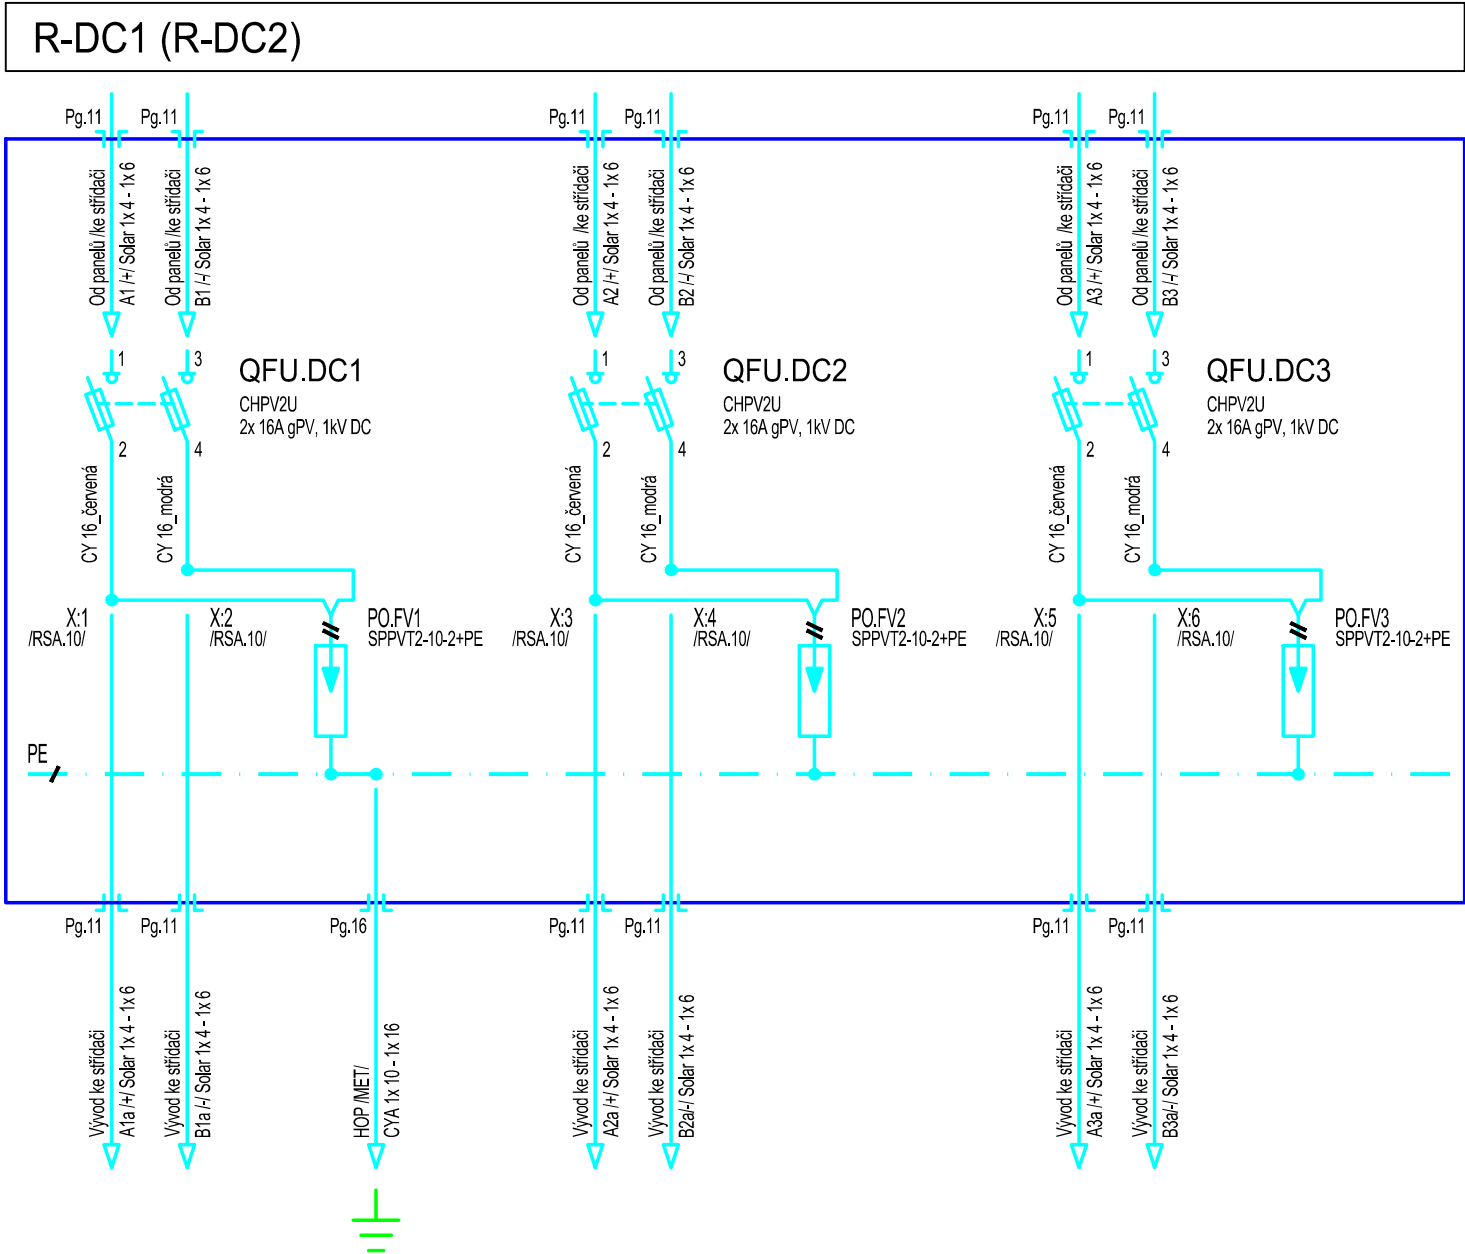 R-DC1 (R-DC2)
Pg.11
Pg.11
Pg.11
Pg.11
Pg.11
Pg.11
Od panelů /ke střídači
A1 /+/ Solar 1x 4 - 1x 6
Od panelů /ke střídači
B1 /-/ Solar 1x 4 - 1x 6
Od panelů /ke střídači
A2 /+/ Solar 1x 4 - 1x 6
Od panelů /ke střídači
B2 /-/ Solar 1x 4 - 1x 6
Od panelů /ke střídači
A3 /+/ Solar 1x 4 - 1x 6
Od panelů /ke střídači
B3 /-/ Solar 1x 4 - 1x 6
1
3
QFU.DC1
CHPV2U
2x 16A gPV, 1kV DC
2
4
1
3
QFU.DC2
CHPV2U
2x 16A gPV, 1kV DC
2
4
1
3
QFU.DC3
CHPV2U
2x 16A gPV, 1kV DC
2
4
CY 16_červená
CY 16_modrá
CY 16_červená
CY 16_modrá
CY 16_červená
CY 16_modrá
X:1
/RSA.10/
X:2
/RSA.10/
PO.FV1
SPPVT2-10-2+PE
X:3
/RSA.10/
X:4
/RSA.10/
PO.FV2
SPPVT2-10-2+PE
X:5
/RSA.10/
X:6
/RSA.10/
PO.FV3
SPPVT2-10-2+PE
PE
Pg.11
Pg.11
Pg.16
Pg.11
Pg.11
Pg.11
Pg.11
Vývod ke střídači
A1a /+/ Solar 1x 4 - 1x 6
Vývod ke střídači
B1a /-/ Solar 1x 4 - 1x 6
HOP /MET/
CYA 1x 10 - 1x 16
Vývod ke střídači
A2a /+/ Solar 1x 4 - 1x 6
Vývod ke střídači
B2a/-/ Solar 1x 4 - 1x 6
Vývod ke střídači
A3a /+/ Solar 1x 4 - 1x 6
Vývod ke střídači
B3a/-/ Solar 1x 4 - 1x 6